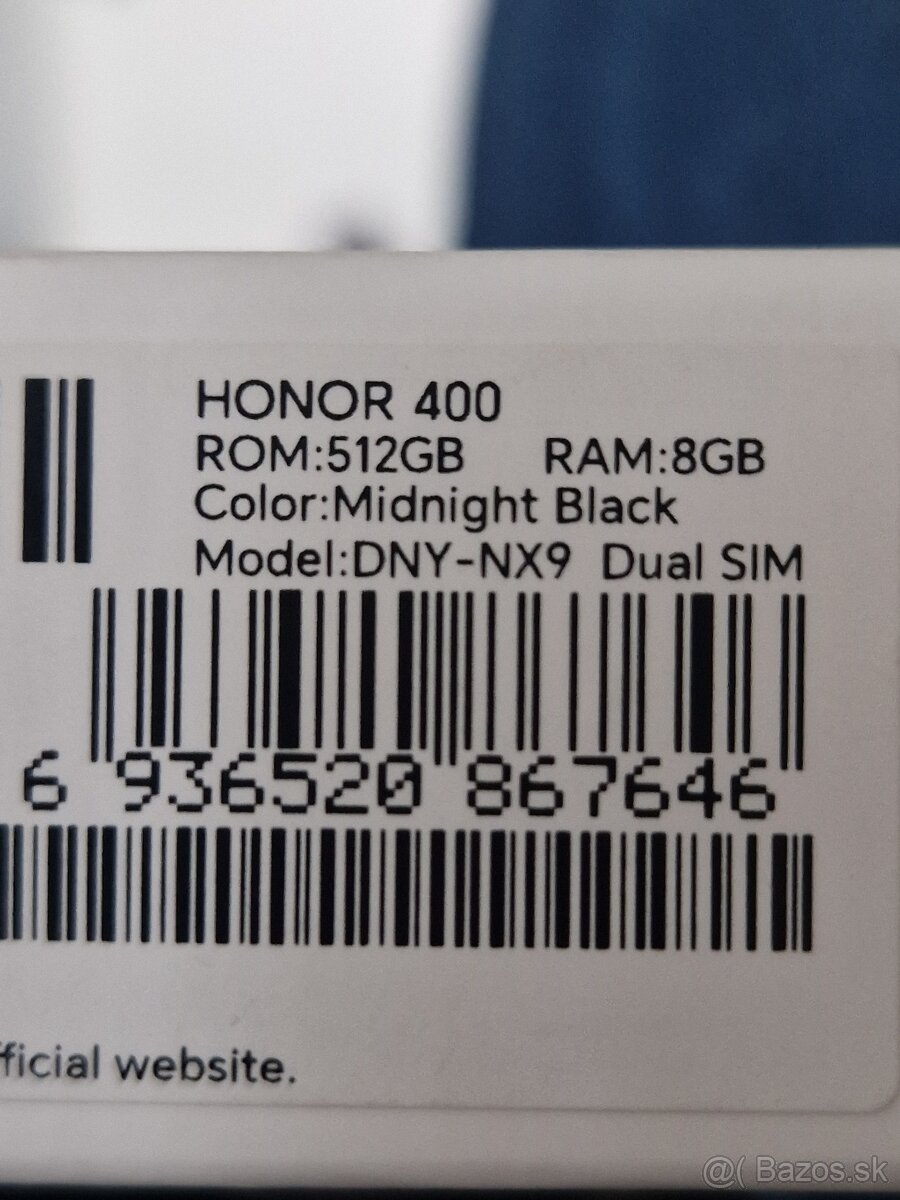 HONOR 400
ROM:512GB RAM:8GB
Color:Midnight Black
Model:DNY-NX9 Dual SIM
6 936520 867646
fficial website.
@( Bazos.sk